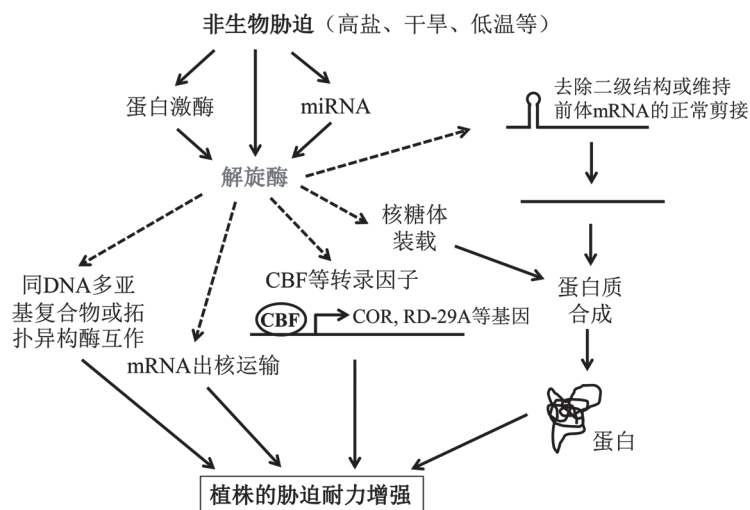 非生物胁迫（高盐、干旱、低温等）
蛋白激酶
miRNA
去除二级结构或维持
前体mRNA的正常剪接
解旋酶
核糖体
装载
同DNA多亚
基复合物或拓
扑异构酶互作
CBF等转录因子
CBF
COR, RD-29A等基因
蛋白质
合成
mRNA出核运输
蛋白
植株的胁迫耐力增强